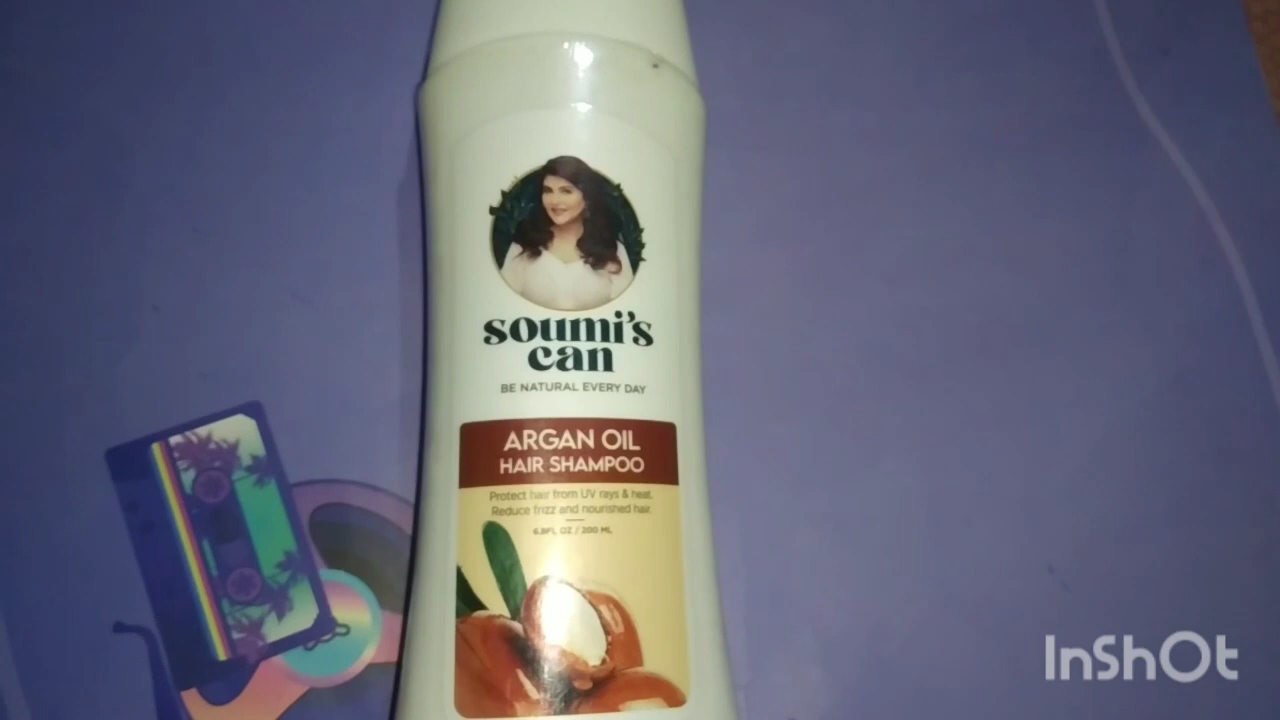 soumi's
can
BE NATURAL EVERY DAY
ARGAN OIL
HAIR SHAMPOO
Protect hair from UV rays & heat.
Reduce frizz and nourished hair.
6.8FL OZ / 200 ML
InShOt